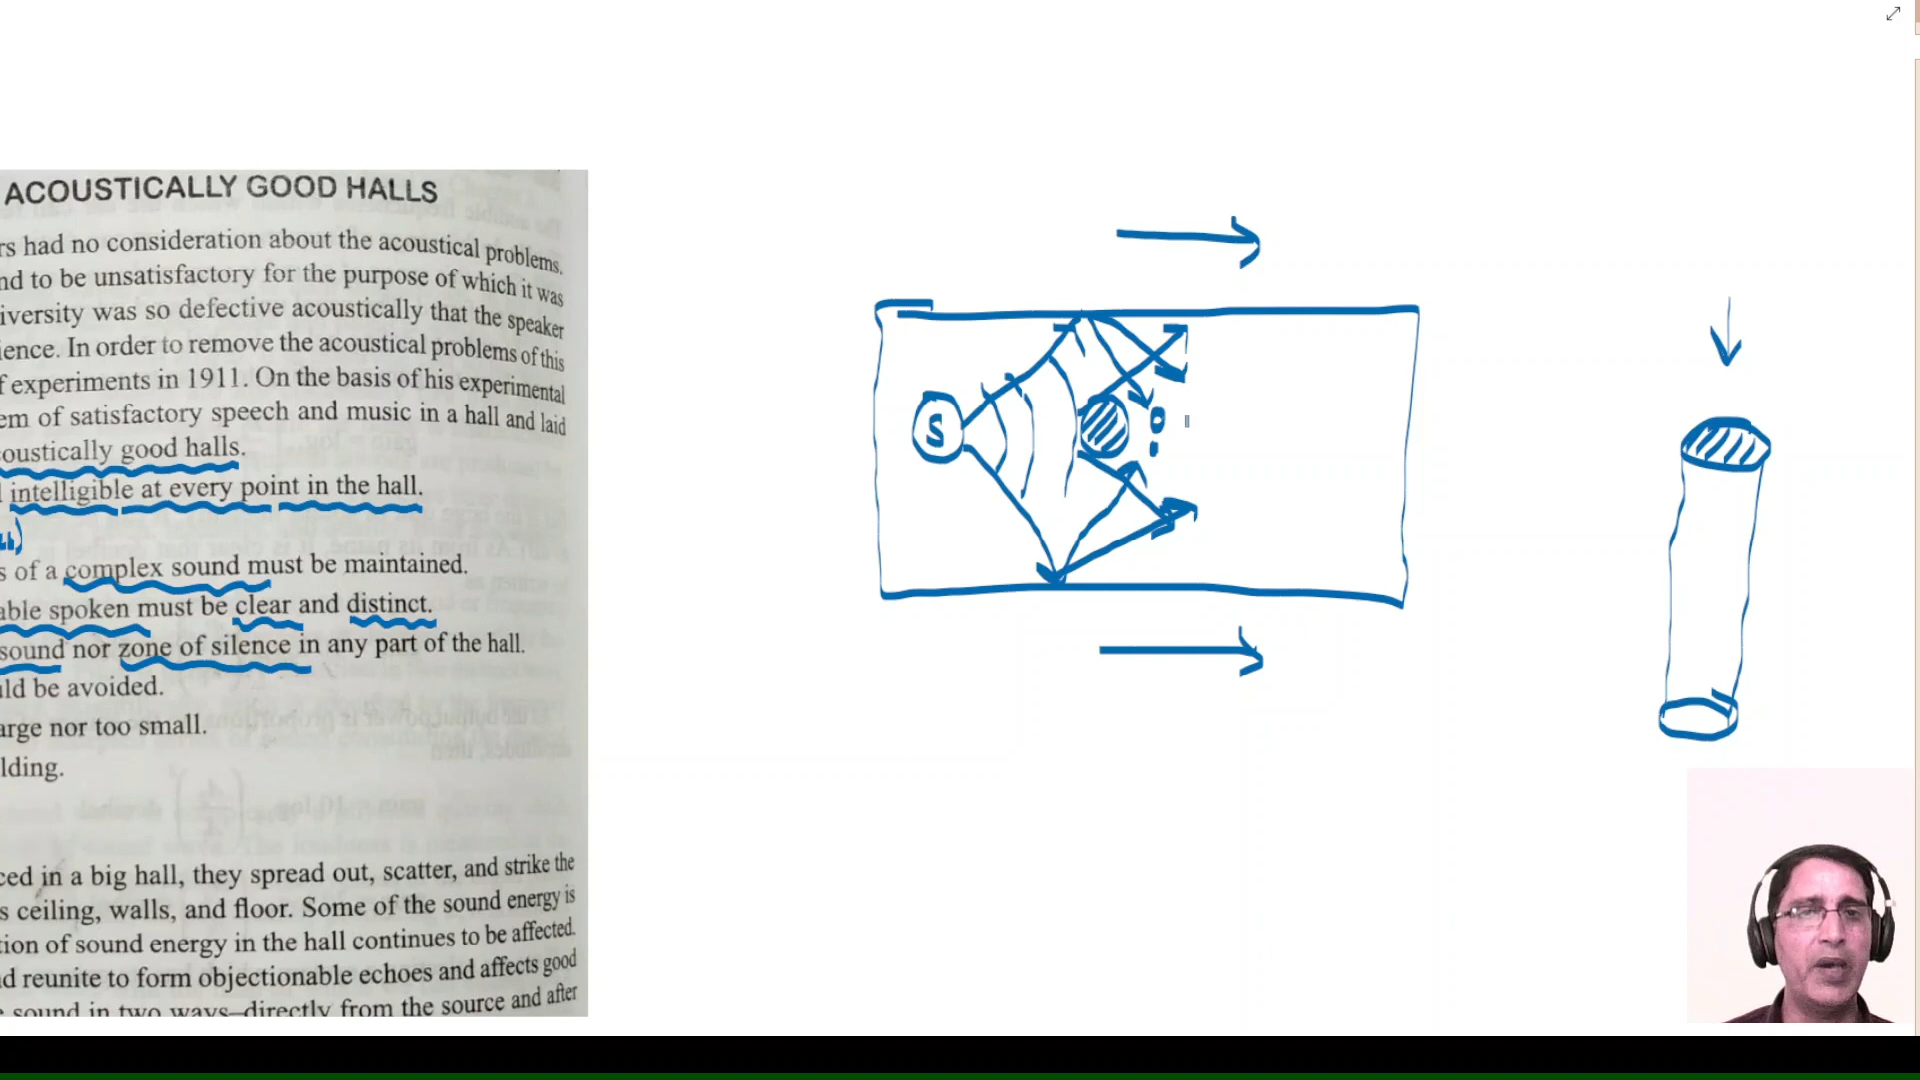 ACOUSTICALLY GOOD HALLS
rs had no consideration about the acoustical problems.
nd to be unsatisfactory for the purpose of which it was
iversity was so defective acoustically that the speaker
ience. In order to remove the acoustical problems of this
f experiments in 1911. On the basis of his experimental
em of satisfactory speech and music in a hall and laid
oustically good halls.
l intelligible at every point in the hall.
s of a complex sound must be maintained.
able spoken must be clear and distinct.
sound nor zone of silence in any part of the hall.
uld be avoided.
arge nor too small.
lding.
ced in a big hall, they spread out, scatter, and strike the
s ceiling, walls, and floor. Some of the sound energy is
tion of sound energy in the hall continues to be affected.
nd reunite to form objectionable echoes and affects good
sound in two ways–directly from the source and after
S